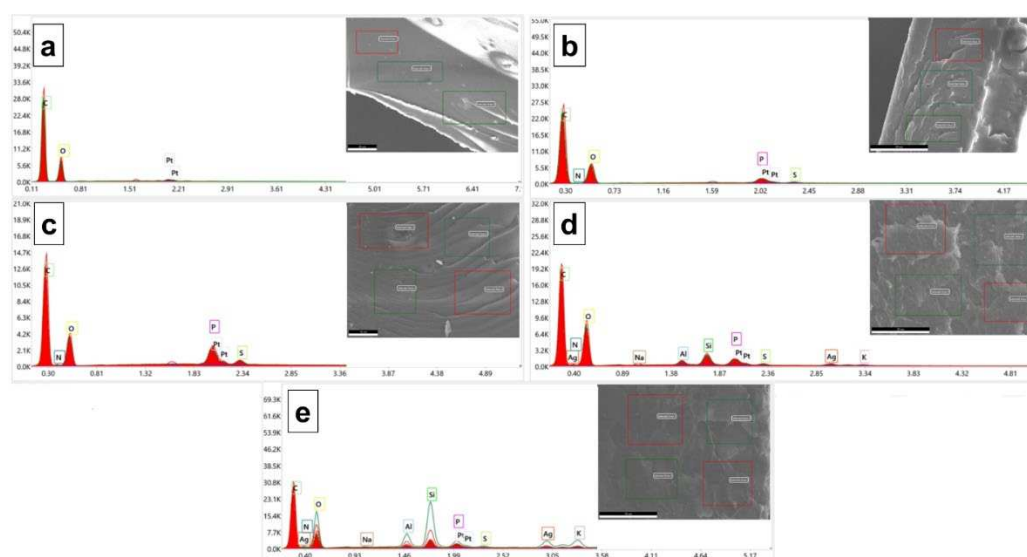 a
50.4K
44.8K
39.2K
33.6K
28.0K
22.4K
16.8K
11.2K
5.6K
0.0K
C
O
Pt
Pt
0.11 0.81 1.51 2.21 2.91 3.61 4.31 5.01 5.71 6.41 7.
b
55.0K
49.5K
44.0K
38.5K
33.0K
27.5K
22.0K
16.5K
11.0K
5.5K
0.0K
C
N
O
P
Pt
Pt
S
0.30 0.73 1.16 1.59 2.02 2.45 2.88 3.31 3.74 4.17
c
21.0K
18.9K
16.8K
14.7K
12.6K
10.5K
8.4K
6.3K
4.2K
2.1K
0.0K
C
N
O
P
Pt
Pt
S
0.30 0.81 1.32 1.83 2.34 2.85 3.36 3.87 4.38 4.89
d
32.0K
28.8K
25.6K
22.4K
19.2K
16.0K
12.8K
9.6K
6.4K
3.2K
0.0K
C
N
Ag
O
Na
Al
Si
P
Pt
Pt
S
Ag
K
0.40 0.89 1.38 1.87 2.36 2.85 3.34 3.83 4.32 4.81
e
69.3K
61.6K
53.9K
46.2K
38.5K
30.8K
23.1K
15.4K
7.7K
0.0K
C
N
Ag
O
Na
Al
Si
P
Pt
Pt
S
Ag
K
0.40 0.93 1.46 1.99 2.52 3.05 3.58 4.11 4.64 5.17